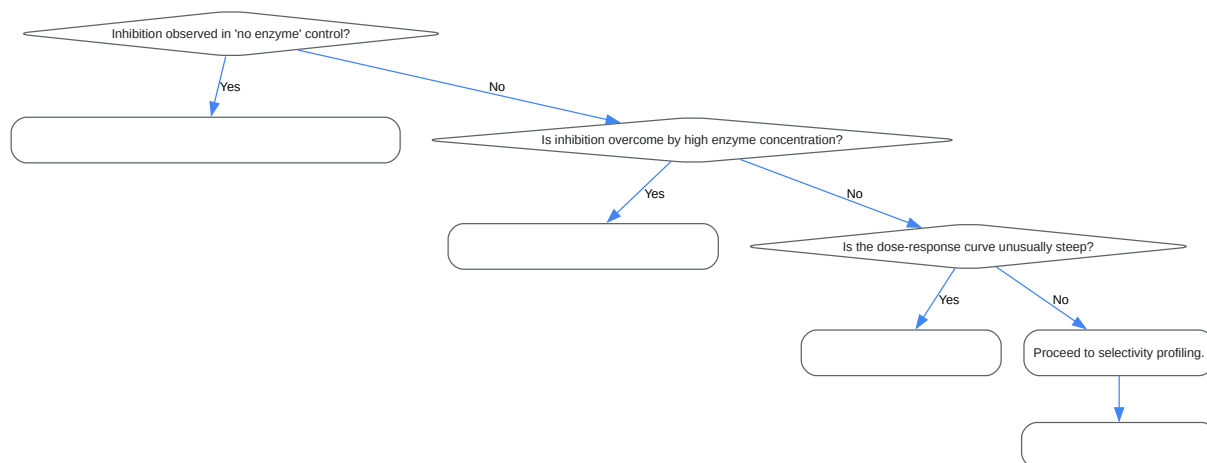 Inhibition observed in 'no enzyme' control?
Yes
No
Is inhibition overcome by high enzyme concentration?
Yes
No
Is the dose-response curve unusually steep?
Yes
No
Proceed to selectivity profiling.